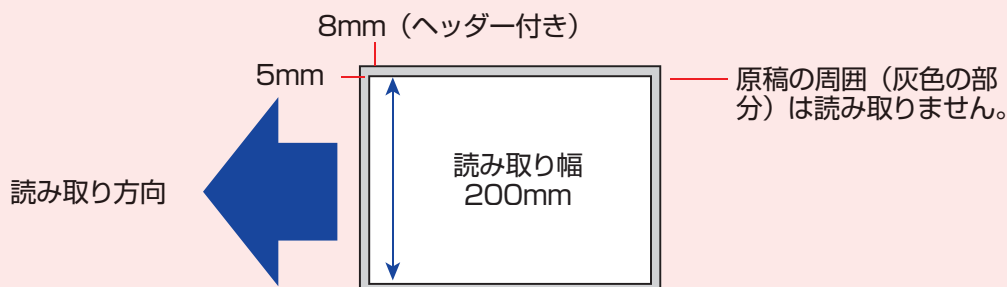 8mm（ヘッダー付き）
5mm
原稿の周囲（灰色の部
分）は読み取りません。
読み取り方向
読み取り幅
200mm